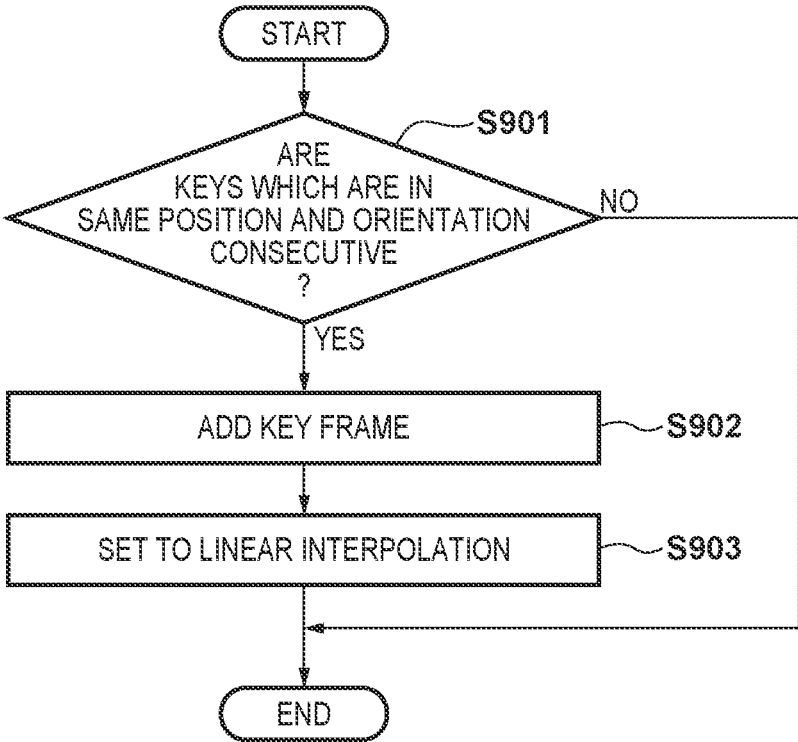 START
S901
ARE
KEYS WHICH ARE IN
SAME POSITION AND ORIENTATION
CONSECUTIVE
?
NO
YES
ADD KEY FRAME
S902
SET TO LINEAR INTERPOLATION
S903
END